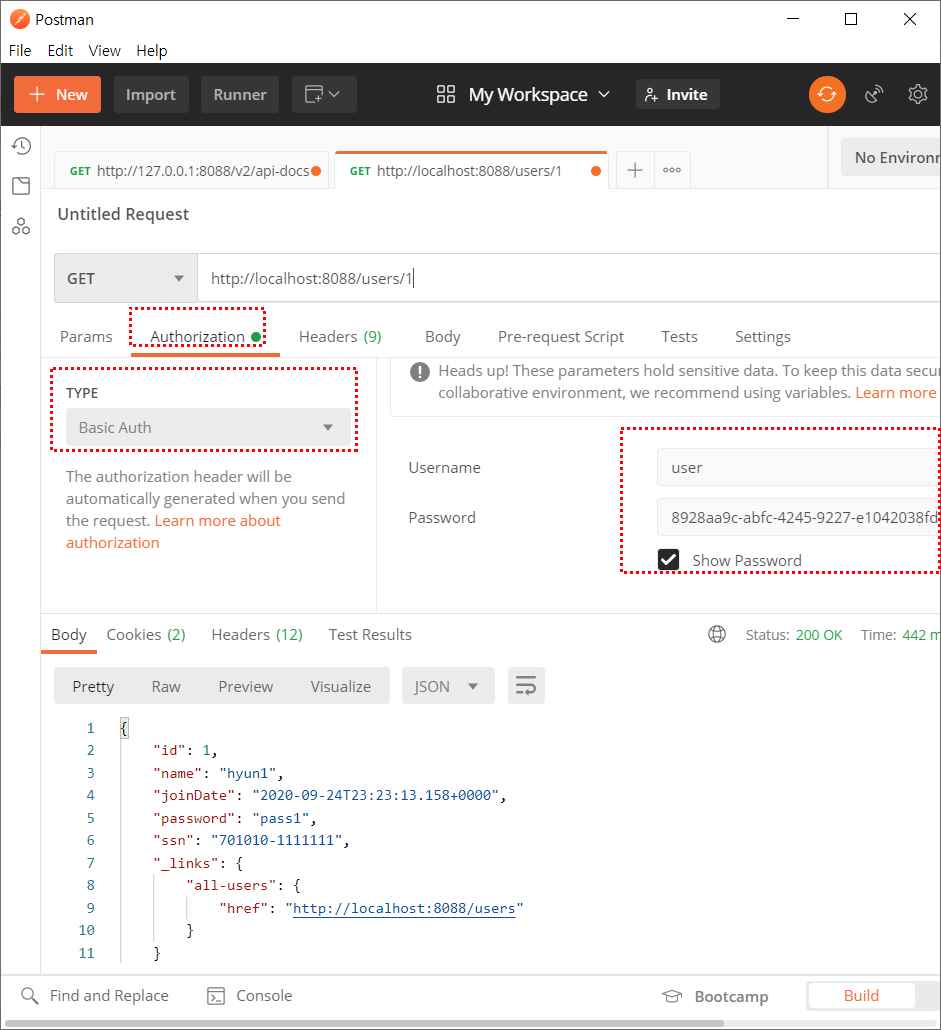 Postman
File Edit View Help
New Import Runner My Workspace Invite
GET http://127.0.0.1:8088/v2/api-docs GET http://localhost:8088/users/1 No Environ
Untitled Request
GET http://localhost:8088/users/1
Params Authorization Headers (9) Body Pre-request Script Tests Settings
TYPE
Basic Auth
The authorization header will be
automatically generated when you send
the request. Learn more about
authorization
Heads up! These parameters hold sensitive data. To keep this data secur
collaborative environment, we recommend using variables. Learn more
Username user
Password 8928aa9c-abfc-4245-9227-e1042038fd
Show Password
Body Cookies (2) Headers (12) Test Results Status: 200 OK Time: 442 m
Pretty Raw Preview Visualize JSON
1 {
2 "id": 1,
3 "name": "hyun1",
4 "joinDate": "2020-09-24T23:23:13.158+0000",
5 "password": "pass1",
6 "ssn": "701010-1111111",
7 "_links": {
8 "all-users": {
9 "href": "http://localhost:8088/users"
10 }
11 }
Find and Replace Console Bootcamp Build